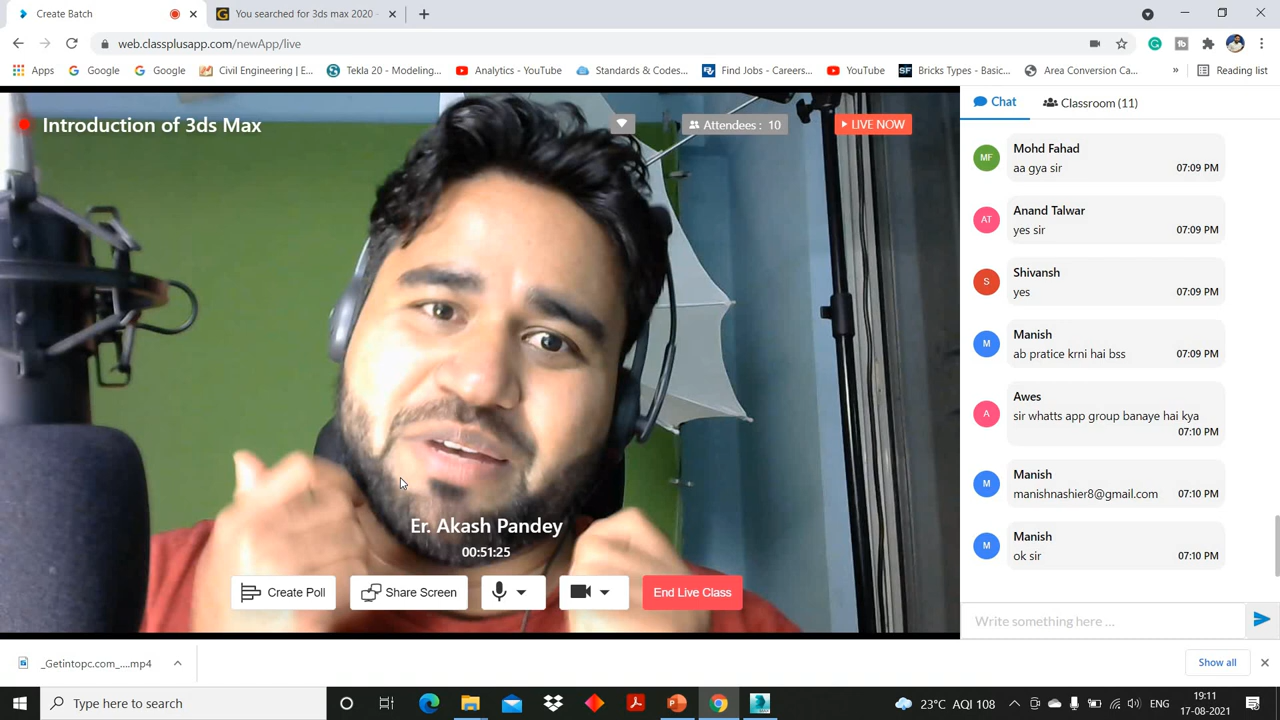 Create Batch
You searched for 3ds max 2020 -
web.classplusapp.com/newApp/live
Apps
Google
Google
Civil Engineering | E...
Tekla 20 - Modeling...
Analytics - YouTube
Standards & Codes...
Find Jobs - Careers...
YouTube
Bricks Types - Basic...
Area Conversion Ca...
»
Reading list
Introduction of 3ds Max
Attendees : 10
LIVE NOW
Chat
Classroom (11)
MF
Mohd Fahad
aa gya sir
07:09 PM
AT
Anand Talwar
yes sir
07:09 PM
S
Shivansh
yes
07:09 PM
M
Manish
ab pratice krni hai bss
07:09 PM
A
Awes
sir whatts app group banaye hai kya
07:10 PM
M
Manish
manishnashier8@gmail.com
07:10 PM
M
Manish
ok sir
07:10 PM
Er. Akash Pandey
00:51:25
Create Poll
Share Screen
End Live Class
Write something here ...
_Getintopc.com_....mp4
Show all
Type here to search
23°C AQI 108
ENG
19:11
17-08-2021